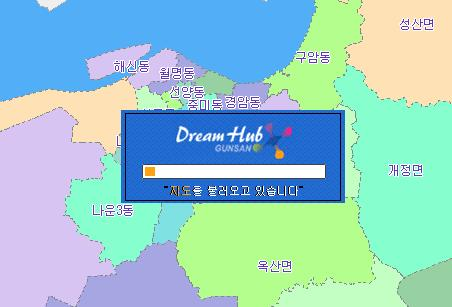 성산면
구암동
해신동
월명동
선양동
중미동
경암동
Dream Hub
GUNSAN
개정면
"지도를 불러오고 있습니다"
나운3동
옥산면